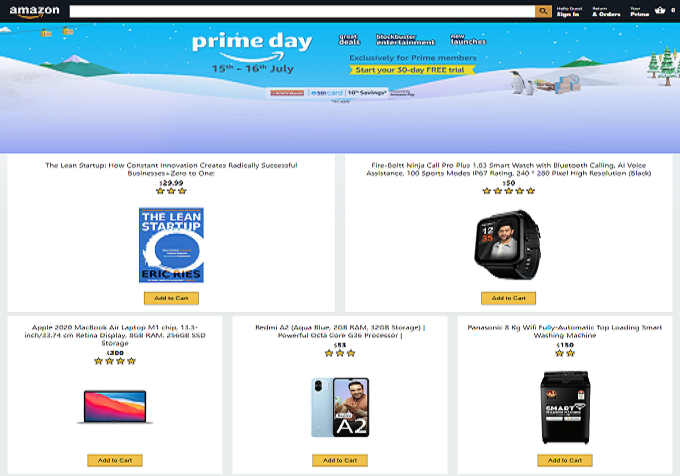 amazon
Hello Guest
Sign In
Return
& Orders
Your
Prime
0
prime day
15th - 16th July
great
deals
blockbuster
entertainment
new
launches
Exclusively for Prime members
Start your 30-day FREE trial
SBI card
10% Savings*
The Lean Startup: How Constant Innovation Creates Radically Successful
Businesses+Zero to One:
$29.99
THE LEAN
STARTUP
ERIC RIES
Add to Cart
Fire-Boltt Ninja Call Pro Plus 1.83 Smart Watch with Bluetooth Calling, AI Voice
Assistance, 100 Sports Modes IP67 Rating, 240 * 280 Pixel High Resolution (Black)
$50
12
35
Add to Cart
Apple 2020 MacBook Air Laptop M1 chip, 13.3-
inch/33.74 cm Retina Display, 8GB RAM, 256GB SSD
Storage
$200
Add to Cart
Redmi A2 (Aqua Blue, 2GB RAM, 32GB Storage) |
Powerful Octa Core G36 Processor |
$53
Redmi
A2
Add to Cart
Panasonic 8 Kg Wifi Fully-Automatic Top Loading Smart
Washing Machine
$150
SMART
Add to Cart